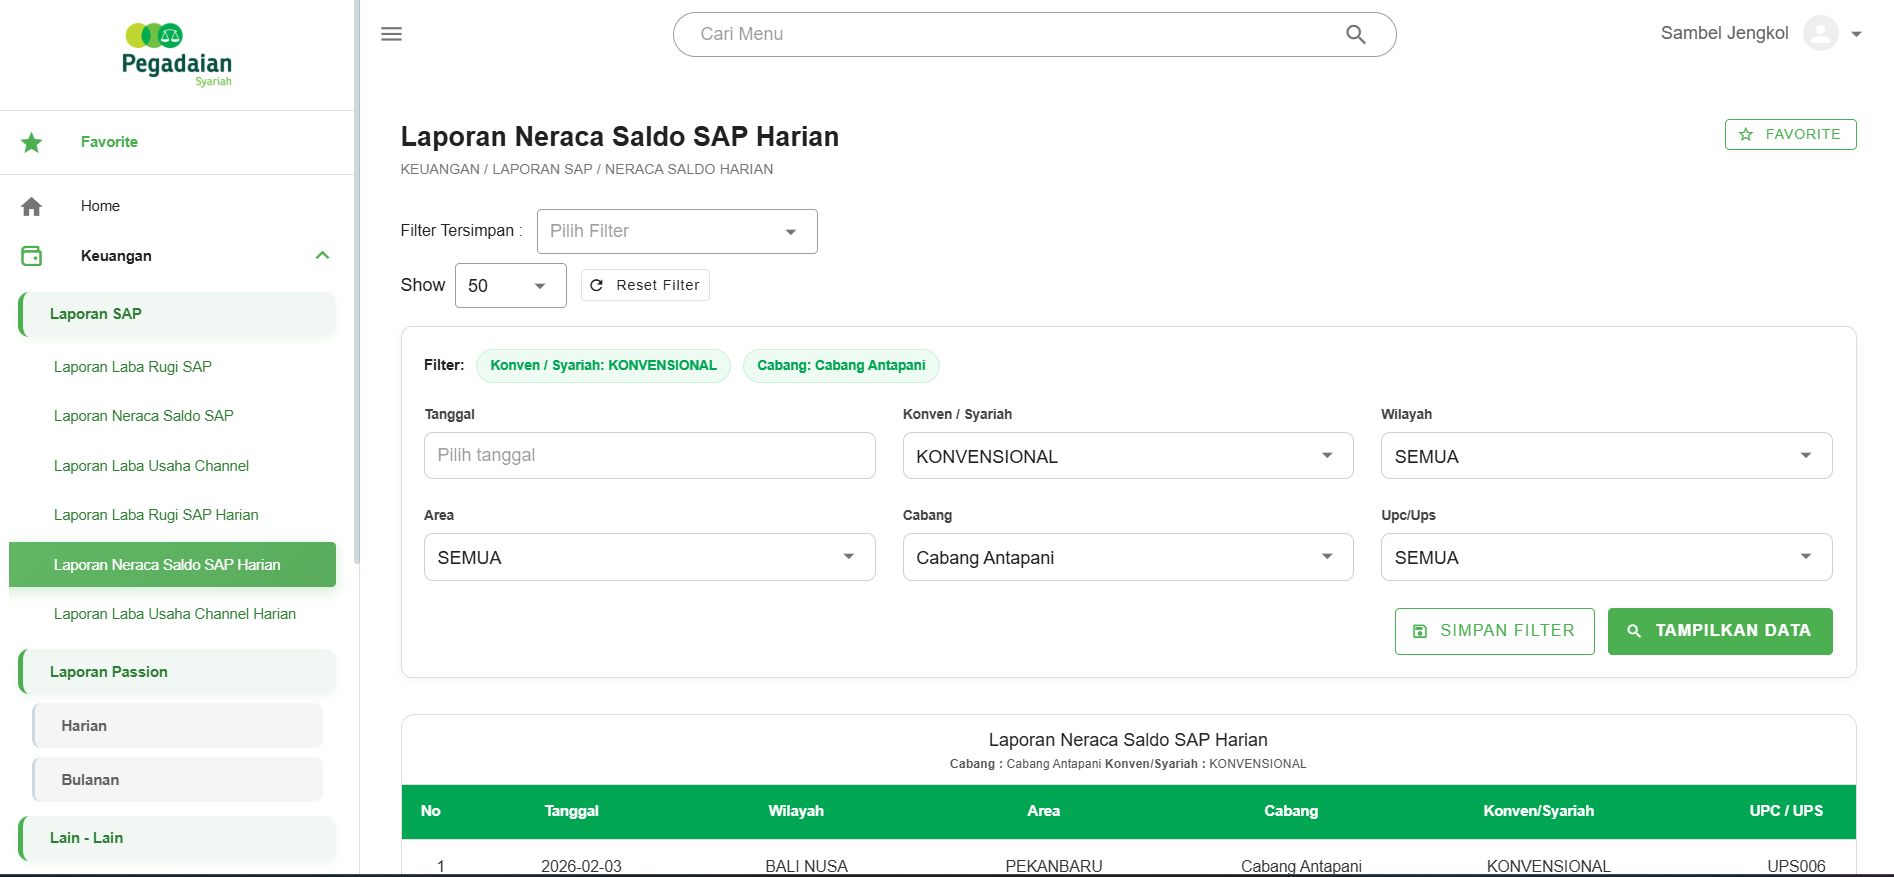 Pegadaian
Syariah
Cari Menu
Sambel Jengkol
Favorite
Home
Keuangan
Laporan SAP
Laporan Laba Rugi SAP
Laporan Neraca Saldo SAP
Laporan Laba Usaha Channel
Laporan Laba Rugi SAP Harian
Laporan Neraca Saldo SAP Harian
Laporan Laba Usaha Channel Harian
Laporan Passion
Harian
Bulanan
Lain - Lain
Laporan Neraca Saldo SAP Harian
FAVORITE
KEUANGAN / LAPORAN SAP / NERACA SALDO HARIAN
Filter Tersimpan : Pilih Filter
Show 50 Reset Filter
Filter: Konven / Syariah: KONVENSIONAL Cabang: Cabang Antapani
Tanggal Konven / Syariah Wilayah
Pilih tanggal KONVENSIONAL SEMUA
Area Cabang Upc/Ups
SEMUA Cabang Antapani SEMUA
SIMPAN FILTER TAMPILKAN DATA
Laporan Neraca Saldo SAP Harian
Cabang : Cabang Antapani Konven/Syariah : KONVENSIONAL
No Tanggal Wilayah Area Cabang Konven/Syariah UPC / UPS
1 2026-02-03 BALI NUSA PEKANBARU Cabang Antapani KONVENSIONAL UPS006